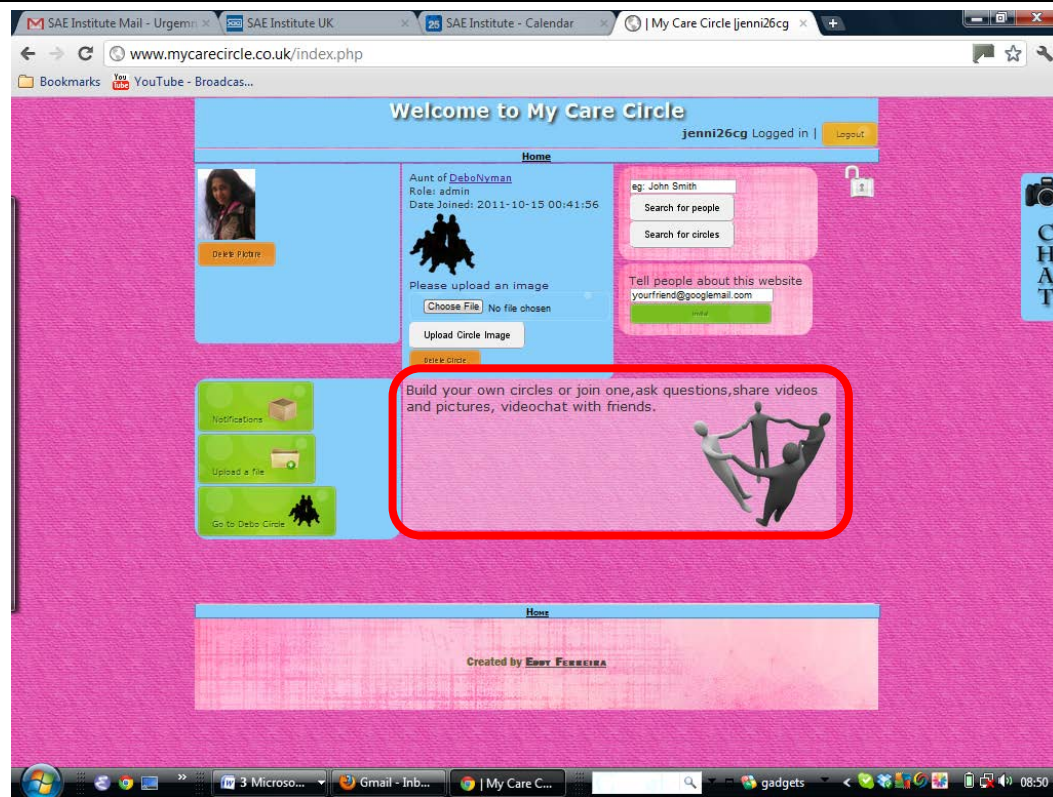 SAE Institute Mail - Urgemn
SAE Institute UK
25 SAE Institute - Calendar
| My Care Circle |jenni26cg
www.mycarecircle.co.uk/index.php
Bookmarks
You Tube YouTube - Broadcas...
Welcome to My Care Circle
jenni26cg Logged in | Logout
Home
Aunt of DeboNyman
Role: admin
Date Joined: 2011-10-15 00:41:56
Delete Picture
Please upload an image
Choose File No file chosen
Upload Circle Image
Delete Circle
eg: John Smith
Search for people
Search for circles
Tell people about this website
yourfriend@googlemail.com
CHAT
Notifications
Upload a file
Go to Debo Circle
Build your own circles or join one,ask questions,share videos
and pictures, videochat with friends.
Home
Created by Eddy Ferreira
3 Microso...
Gmail - Inb...
| My Care C...
gadgets
08:50